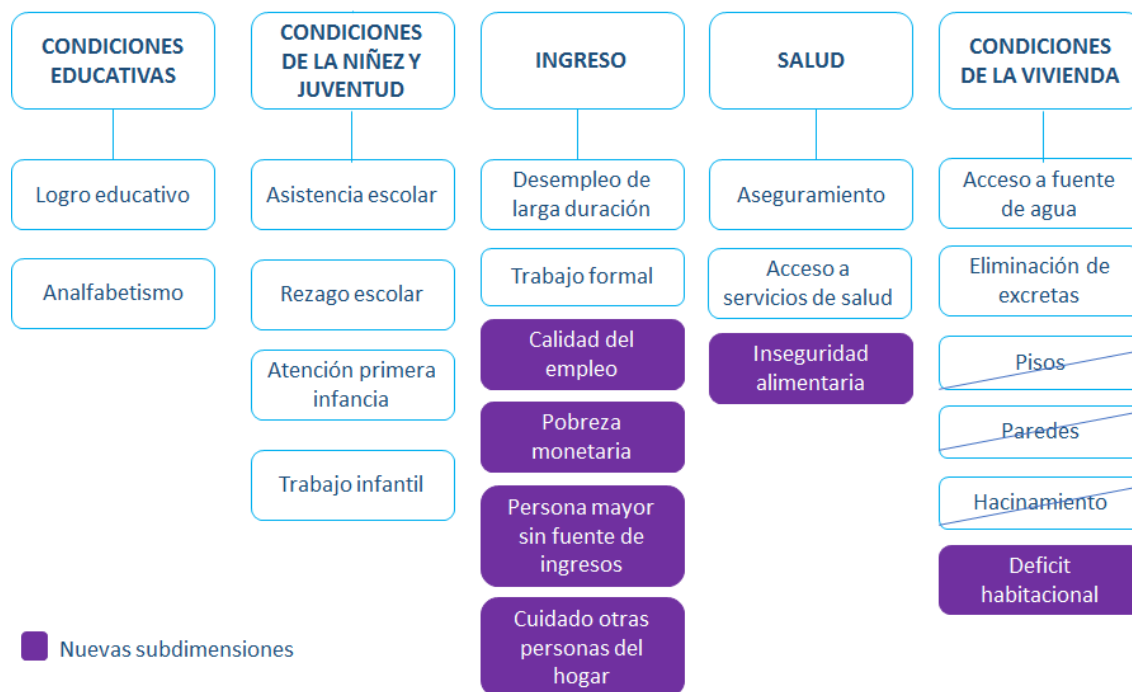 CONDICIONES
EDUCATIVAS
Logro educativo
Analfabetismo
CONDICIONES
DE LA NIÑEZ Y
JUVENTUD
Asistencia escolar
Rezago escolar
Atención primera
infancia
Trabajo infantil
INGRESO
Desempleo de
larga duración
Trabajo formal
Calidad del
empleo
Pobreza
monetaria
Persona mayor
sin fuente de
ingresos
Cuidado otras
personas del
hogar
SALUD
Aseguramiento
Acceso a
servicios de salud
Inseguridad
alimentaria
CONDICIONES
DE LA VIVIENDA
Acceso a fuente
de agua
Eliminación de
excretas
Pisos
Paredes
Hacinamiento
Deficit
habitacional
Nuevas subdimensiones